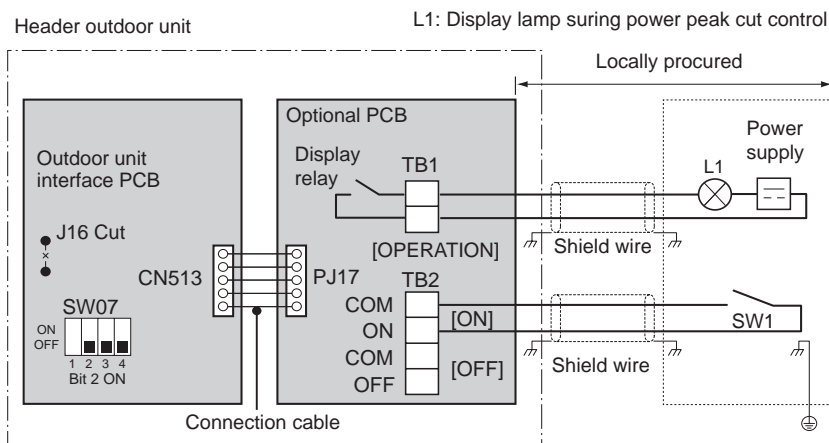 Header outdoor unit
L1: Display lamp suring power peak cut control
Locally procured
Outdoor unit
interface PCB
J16 Cut
×
CN513
SW07
ON
OFF
1 2 3 4
Bit 2 ON
Optional PCB
Display
relay
TB1
[OPERATION]
PJ17
TB2
COM
ON
[ON]
COM
OFF
[OFF]
Shield wire
Shield wire
L1
Power
supply
SW1
Connection cable